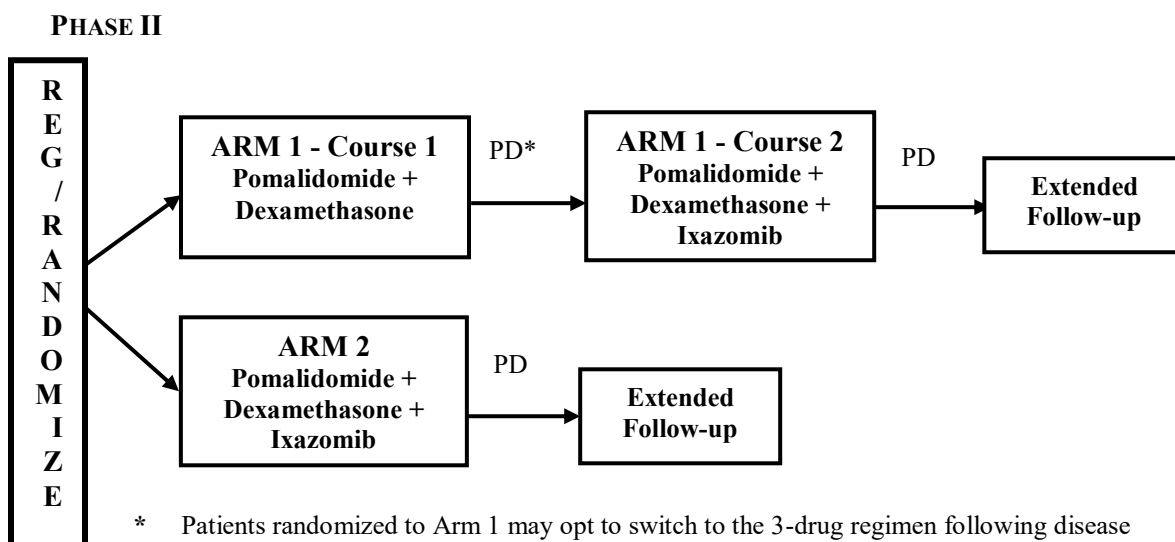 PHASE II
REG/RANDOMIZE
ARM 1 - Course 1
Pomalidomide +
Dexamethasone
PD*
ARM 1 - Course 2
Pomalidomide +
Dexamethasone +
Ixazomib
PD
Extended
Follow-up
ARM 2
Pomalidomide +
Dexamethasone +
Ixazomib
PD
Extended
Follow-up
* Patients randomized to Arm 1 may opt to switch to the 3-drug regimen following disease